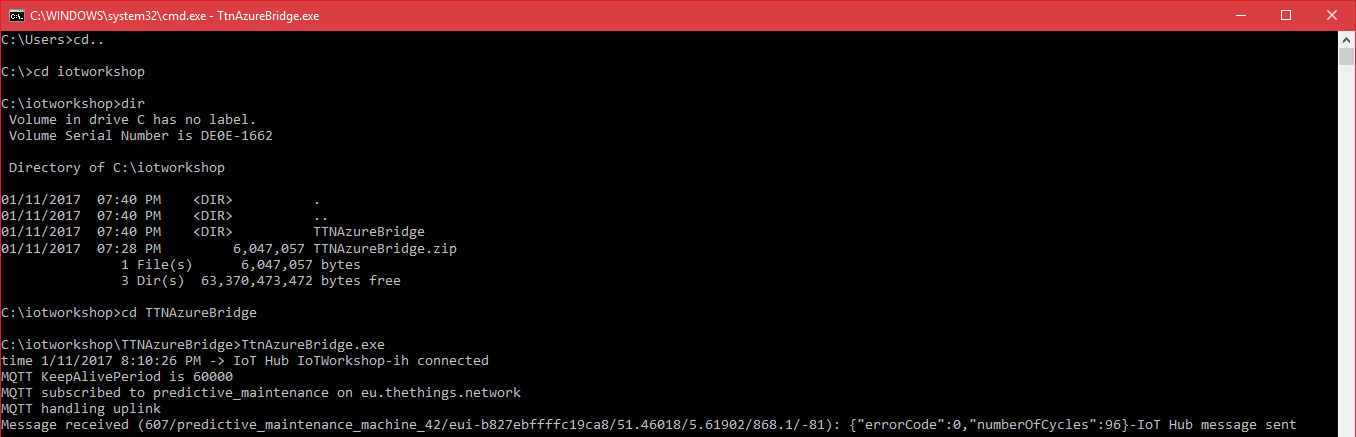 C:\WINDOWS\system32\cmd.exe - TtnAzureBridge.exe
C:\Users>cd..
C:\>cd iotworkshop
C:\iotworkshop>dir
 Volume in drive C has no label.
 Volume Serial Number is DE0E-1662
 Directory of C:\iotworkshop
01/11/2017  07:40 PM    <DIR>          .
01/11/2017  07:40 PM    <DIR>          ..
01/11/2017  07:40 PM    <DIR>          TTNAzureBridge
01/11/2017  07:28 PM         6,047,057 TTNAzureBridge.zip
               1 File(s)      6,047,057 bytes
               3 Dir(s)  63,370,473,472 bytes free
C:\iotworkshop>cd TTNAzureBridge
C:\iotworkshop\TTNAzureBridge>TtnAzureBridge.exe
time 1/11/2017 8:10:26 PM -> IoT Hub IoTWorkshop-ih connected
MQTT KeepAlivePeriod is 60000
MQTT subscribed to predictive_maintenance on eu.thethings.network
MQTT handling uplink
Message received (607/predictive_maintenance_machine_42/eui-b827ebffffc19ca8/51.46018/5.61902/868.1/-81): {"errorCode":0,"numberOfCycles":96}-IoT Hub message sent